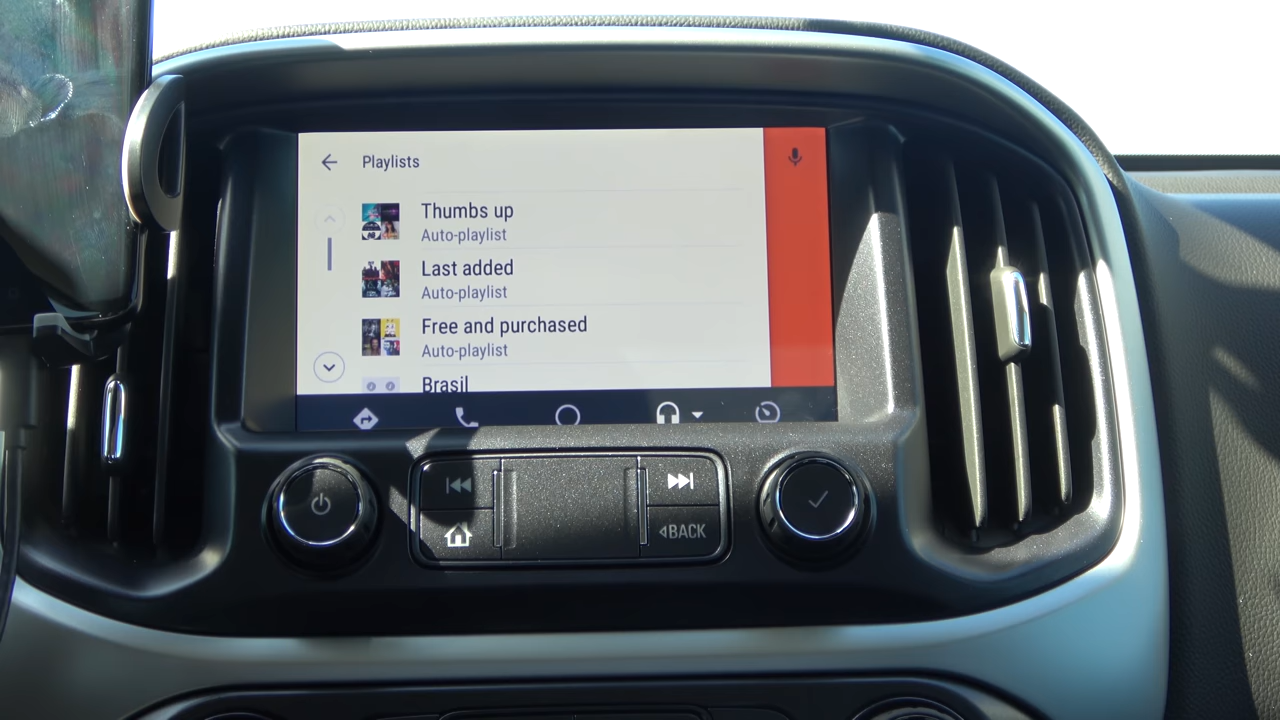 Playlists
Thumbs up
Auto-playlist
Last added
Auto-playlist
Free and purchased
Auto-playlist
Brasil
BACK